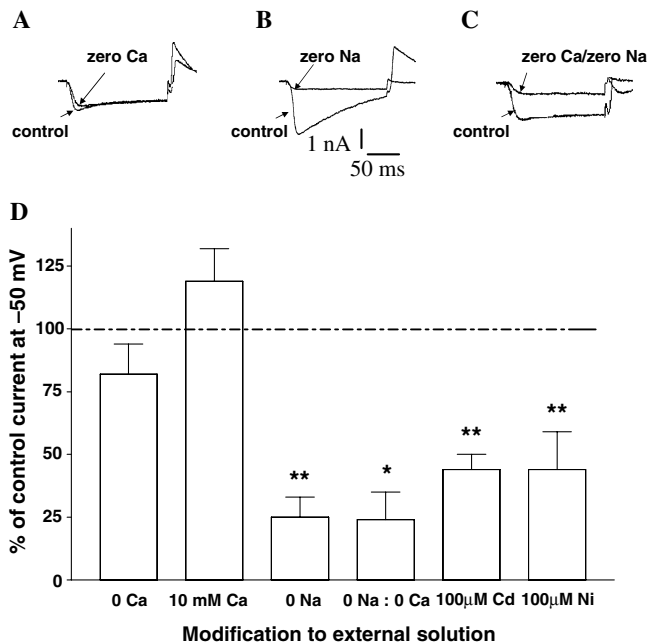 A
B
C
zero Ca
zero Na
zero Ca/zero Na
control
control
1 nA
50 ms
D
% of control current at −50 mV
125
100
75
50
25
0
**
*
**
**
0 Ca
10 mM Ca
0 Na
0 Na : 0 Ca
100µM Cd
100µM Ni
Modification to external solution